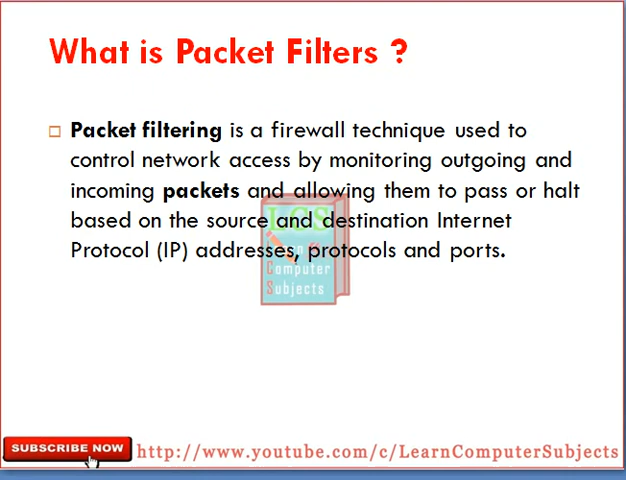 What is Packet Filters ?
Packet filtering is a firewall technique used to
control network access by monitoring outgoing and
incoming packets and allowing them to pass or halt
based on the source and destination Internet
Protocol (IP) addresses, protocols and ports.
LCS
Computer
Subjects
SUBSCRIBE NOW
http://www.youtube.com/c/LearnComputerSubjects